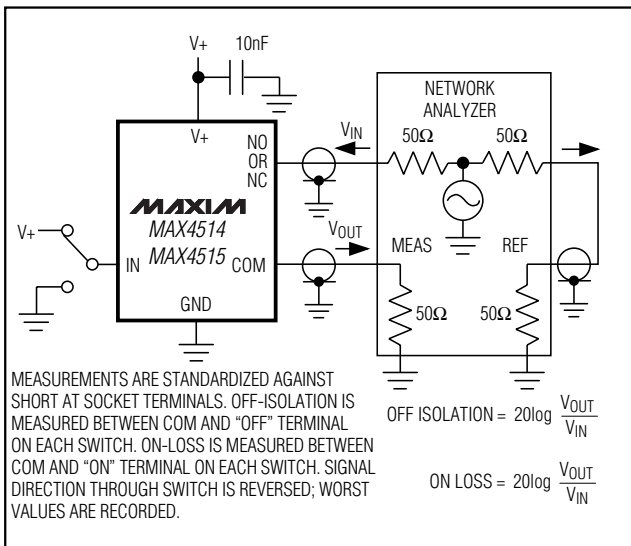 V+ 10nF
V+
NO
OR
NC
VIN
NETWORK
ANALYZER
50Ω 50Ω
MAXIM
MAX4514
MAX4515
V+
IN
COM
VOUT
MEAS REF
GND
50Ω 50Ω
MEASUREMENTS ARE STANDARDIZED AGAINST
SHORT AT SOCKET TERMINALS. OFF-ISOLATION IS
MEASURED BETWEEN COM AND “OFF” TERMINAL
ON EACH SWITCH. ON-LOSS IS MEASURED BETWEEN
COM AND “ON” TERMINAL ON EACH SWITCH. SIGNAL
DIRECTION THROUGH SWITCH IS REVERSED; WORST
VALUES ARE RECORDED.
OFF ISOLATION = 20log VOUT
VIN
ON LOSS = 20log VOUT
VIN